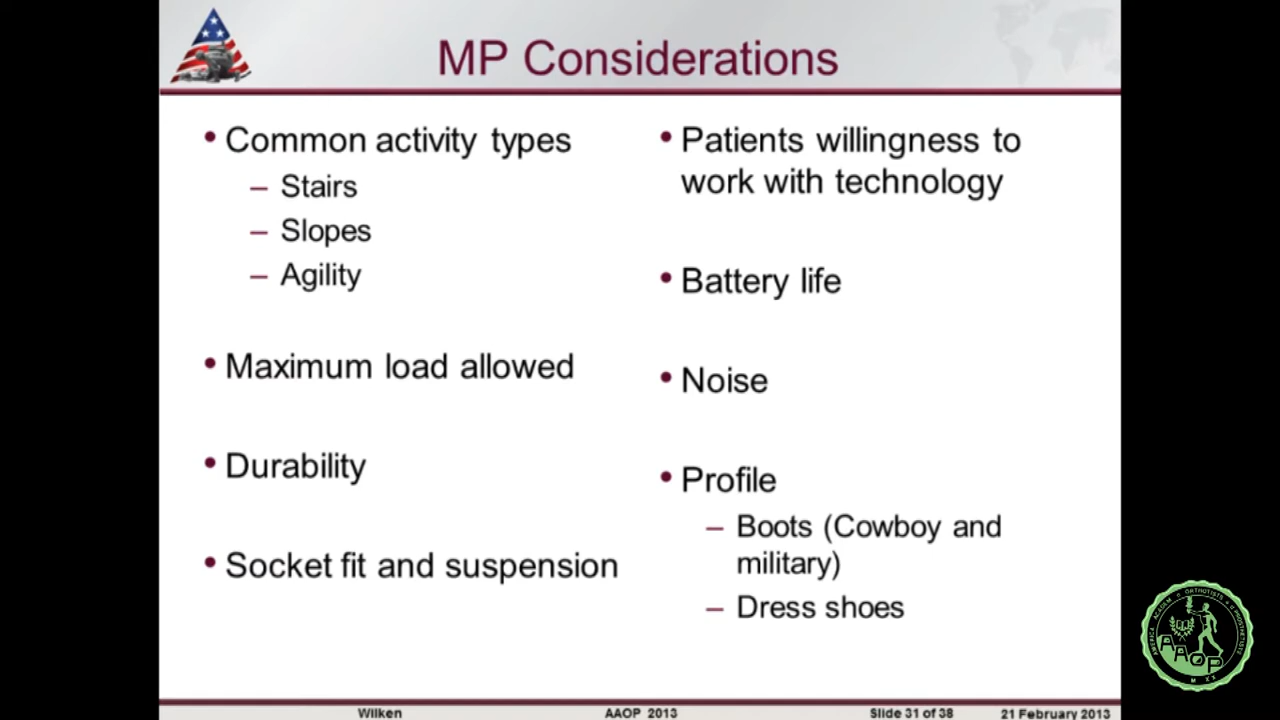 MP Considerations
• Common activity types
– Stairs
– Slopes
– Agility
• Maximum load allowed
• Durability
• Socket fit and suspension
• Patients willingness to
work with technology
• Battery life
• Noise
• Profile
– Boots (Cowboy and
military)
– Dress shoes
Wilken AAOP 2013 Slide 31 of 38 21 February 2013
AAOP